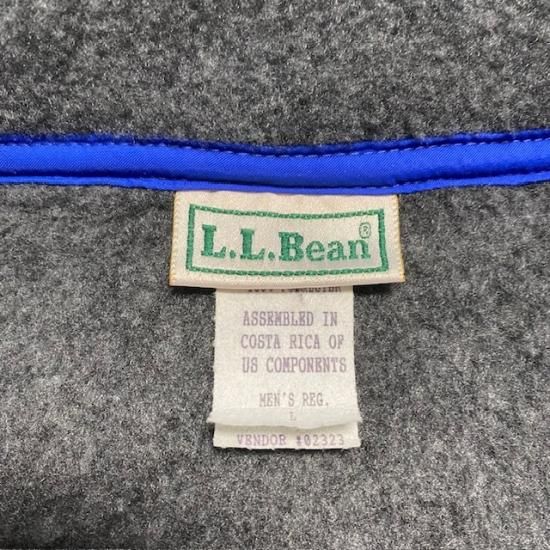 L.L.Bean®
ASSEMBLED IN
COSTA RICA OF
US COMPONENTS
MEN'S REG.
L
VENDOR #02323